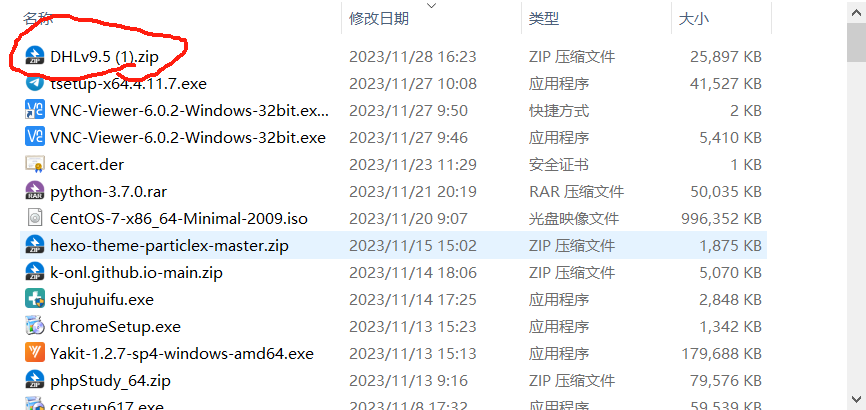 名称 修改日期 类型 大小
DHLv9.5 (1).zip 2023/11/28 16:23 ZIP 压缩文件 25,897 KB
tsetup-x64.4.11.7.exe 2023/11/27 10:08 应用程序 41,527 KB
VNC-Viewer-6.0.2-Windows-32bit.ex... 2023/11/27 9:50 快捷方式 2 KB
VNC-Viewer-6.0.2-Windows-32bit.exe 2023/11/27 9:46 应用程序 5,410 KB
cacert.der 2023/11/23 11:29 安全证书 1 KB
python-3.7.0.rar 2023/11/21 20:19 RAR 压缩文件 50,035 KB
CentOS-7-x86_64-Minimal-2009.iso 2023/11/20 9:07 光盘映像文件 996,352 KB
hexo-theme-particlex-master.zip 2023/11/15 15:02 ZIP 压缩文件 1,875 KB
k-onl.github.io-main.zip 2023/11/14 18:06 ZIP 压缩文件 5,070 KB
shujuhuifu.exe 2023/11/14 17:25 应用程序 2,848 KB
ChromeSetup.exe 2023/11/13 15:23 应用程序 1,342 KB
Yakit-1.2.7-sp4-windows-amd64.exe 2023/11/13 15:13 应用程序 179,688 KB
phpStudy_64.zip 2023/11/13 9:16 ZIP 压缩文件 79,576 KB
ccsetup617.exe 2023/11/8 17:32 应用程序 59,539 KB